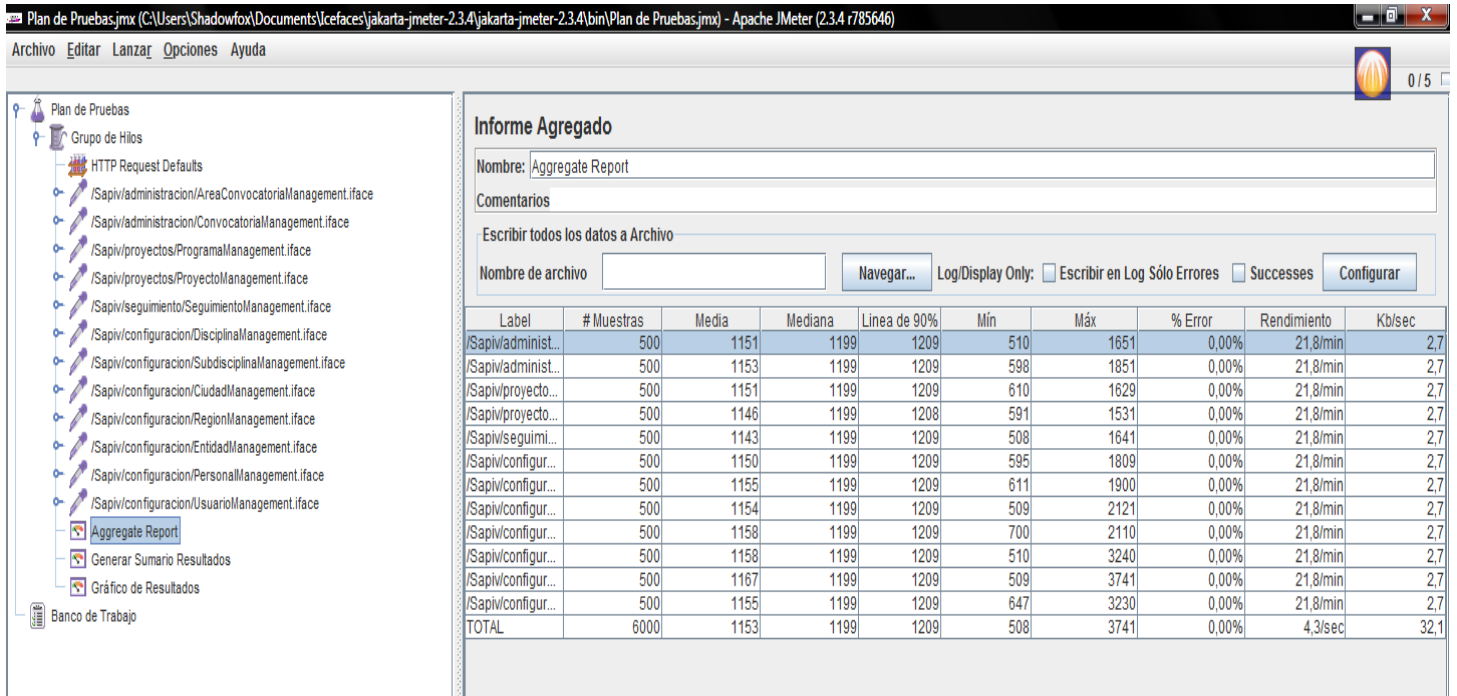 Plan de Pruebas.jmx (C:\Users\Shadowfox\Documents\Icefaces\jakarta-jmeter-2.3.4\jakarta-jmeter-2.3.4\bin\Plan de Pruebas.jmx) - Apache JMeter (2.3.4 r785646)
Archivo Editar Lanzar Opciones Ayuda
0 / 5
Plan de Pruebas
Grupo de Hilos
HTTP Request Defaults
/Sapiv/administracion/AreaConvocatoriaManagement.iface
/Sapiv/administracion/ConvocatoriaManagement.iface
/Sapiv/proyectos/ProgramaManagement.iface
/Sapiv/proyectos/ProyectoManagement.iface
/Sapiv/seguimiento/SeguimientoManagement.iface
/Sapiv/configuracion/DisciplinaManagement.iface
/Sapiv/configuracion/SubdisciplinaManagement.iface
/Sapiv/configuracion/CiudadManagement.iface
/Sapiv/configuracion/RegionManagement.iface
/Sapiv/configuracion/EntidadManagement.iface
/Sapiv/configuracion/PersonalManagement.iface
/Sapiv/configuracion/UsuarioManagement.iface
Aggregate Report
Generar Sumario Resultados
Gráfico de Resultados
Banco de Trabajo
Informe Agregado
Nombre: Aggregate Report
Comentarios
Escribir todos los datos a Archivo
Nombre de archivo Navegar... Log/Display Only: Escribir en Log Sólo Errores Successes Configurar
Label # Muestras Media Mediana Linea de 90% Mín Máx % Error Rendimiento Kb/sec
/Sapiv/administ... 500 1151 1199 1209 510 1651 0,00% 21,8/min 2,7
/Sapiv/administ... 500 1153 1199 1209 598 1851 0,00% 21,8/min 2,7
/Sapiv/proyecto... 500 1151 1199 1209 610 1629 0,00% 21,8/min 2,7
/Sapiv/proyecto... 500 1146 1199 1208 591 1531 0,00% 21,8/min 2,7
/Sapiv/seguimi... 500 1143 1199 1209 508 1641 0,00% 21,8/min 2,7
/Sapiv/configur... 500 1150 1199 1209 595 1809 0,00% 21,8/min 2,7
/Sapiv/configur... 500 1155 1199 1209 611 1900 0,00% 21,8/min 2,7
/Sapiv/configur... 500 1154 1199 1209 509 2121 0,00% 21,8/min 2,7
/Sapiv/configur... 500 1158 1199 1209 700 2110 0,00% 21,8/min 2,7
/Sapiv/configur... 500 1158 1199 1209 510 3240 0,00% 21,8/min 2,7
/Sapiv/configur... 500 1167 1199 1209 509 3741 0,00% 21,8/min 2,7
/Sapiv/configur... 500 1155 1199 1209 647 3230 0,00% 21,8/min 2,7
TOTAL 6000 1153 1199 1209 508 3741 0,00% 4,3/sec 32,1